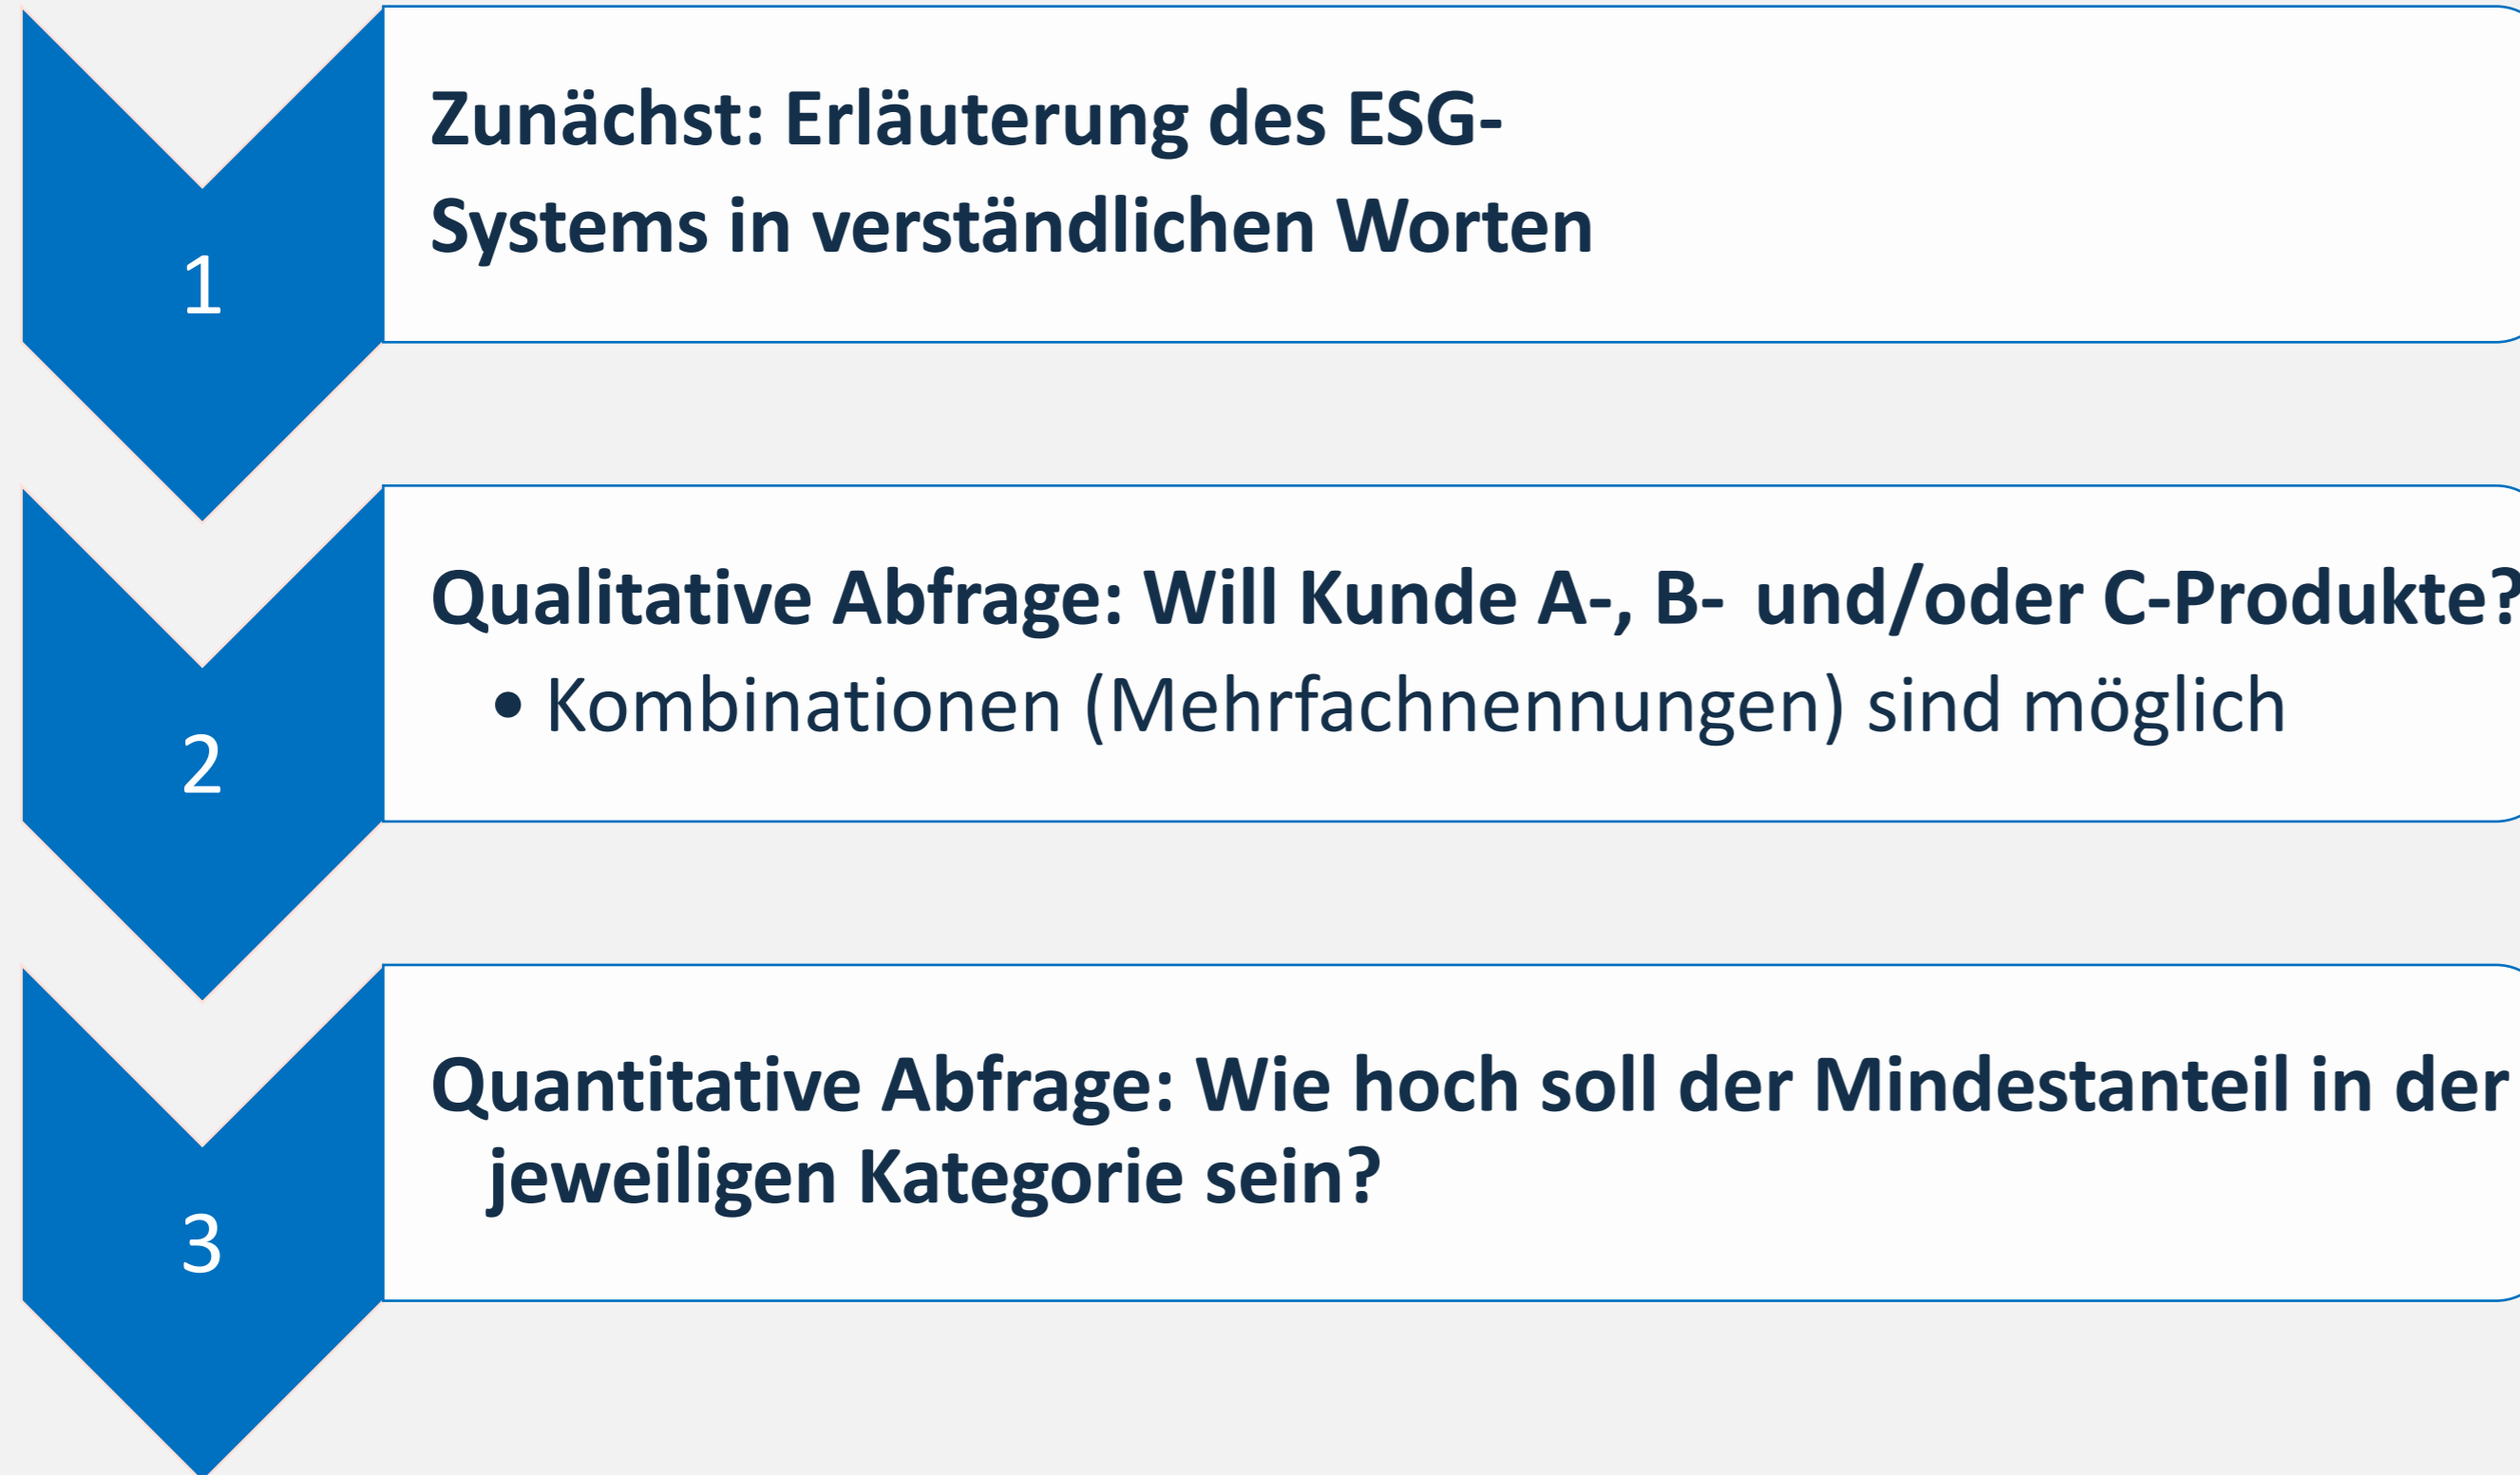 1
Zunächst: Erläuterung des ESG-
Systems in verständlichen Worten
2
Qualitative Abfrage: Will Kunde A-, B- und/oder C-Produkte?
• Kombinationen (Mehrfachnennungen) sind möglich
3
Quantitative Abfrage: Wie hoch soll der Mindestanteil in der
jeweiligen Kategorie sein?